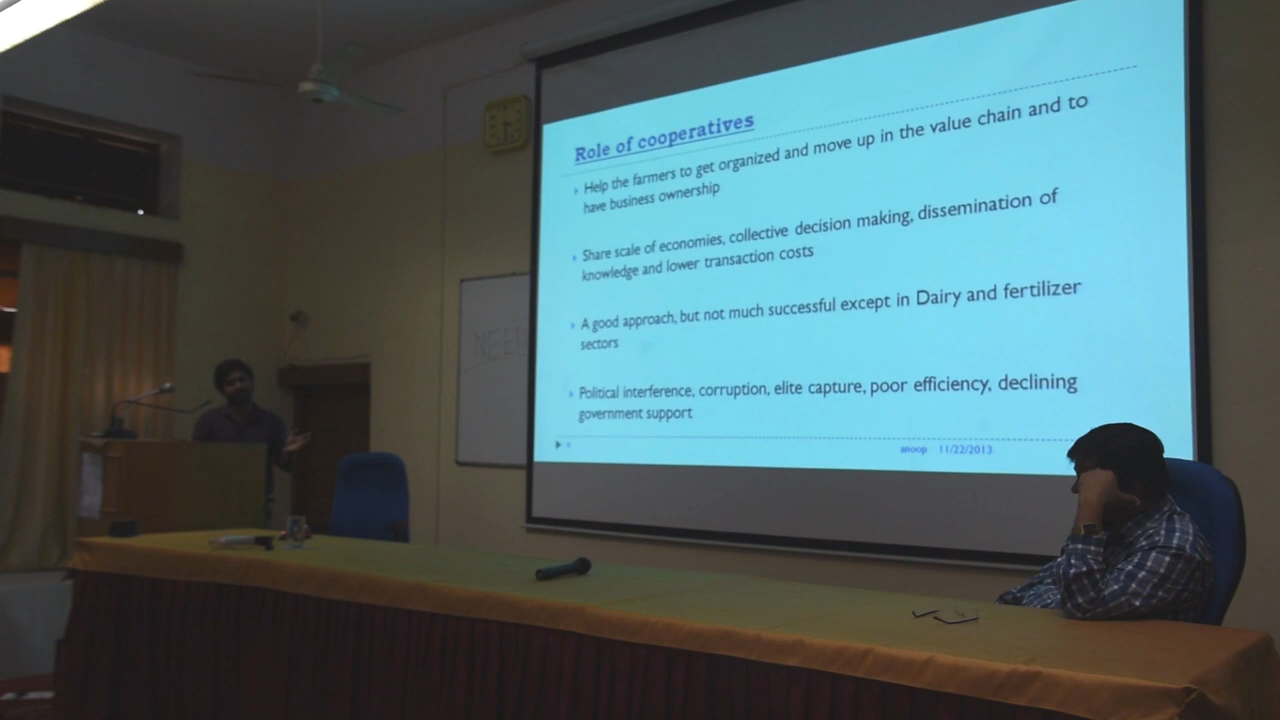 Role of cooperatives
Help the farmers to get organized and move up in the value chain and to
have business ownership
Share scale of economies, collective decision making, dissemination of
knowledge and lower transaction costs
A good approach, but not much successful except in Dairy and fertilizer
sectors
Political interference, corruption, elite capture, poor efficiency, declining
government support
anoop 11/22/2013